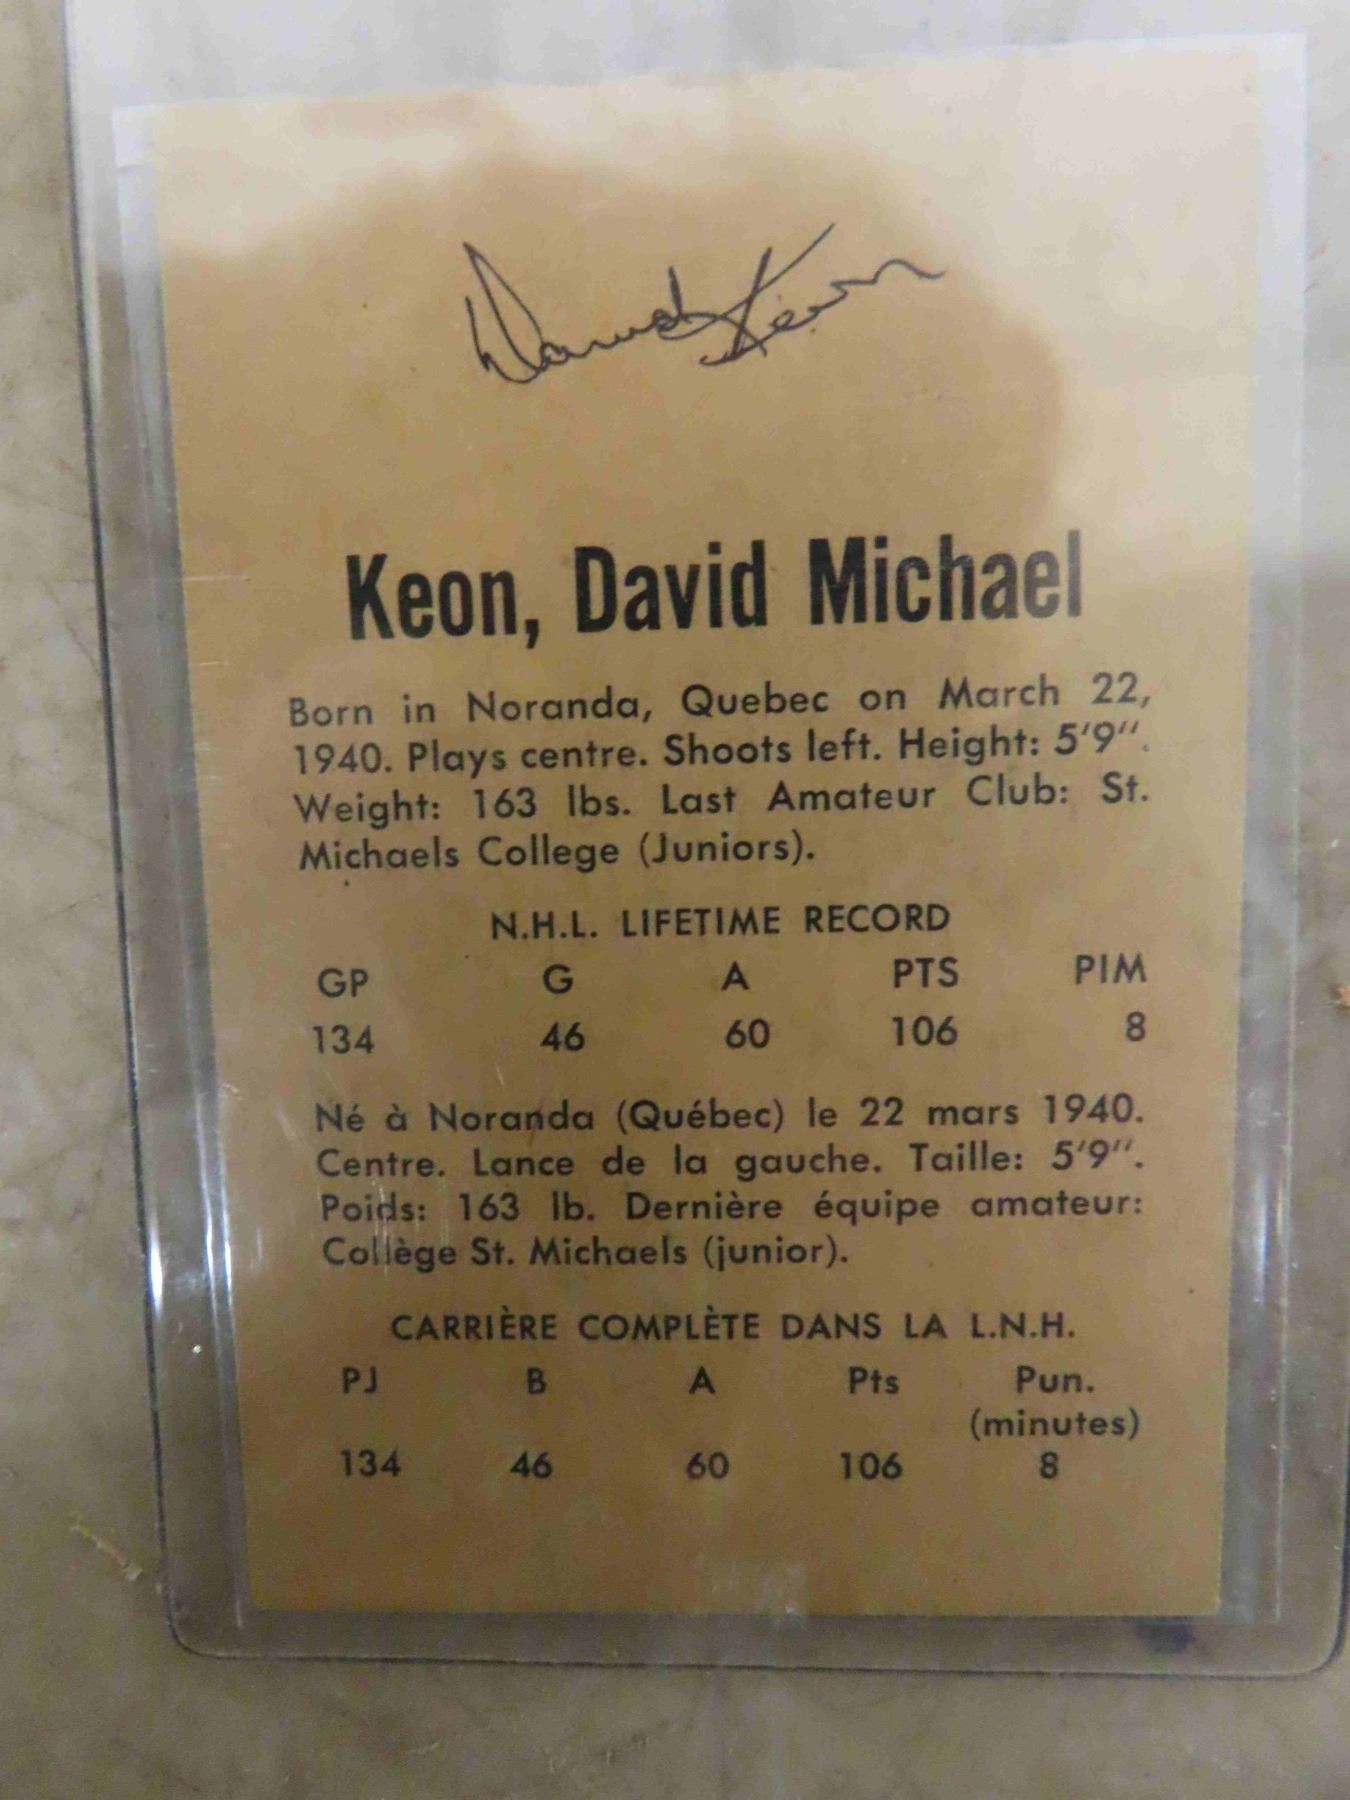 David Keon
Keon, David Michael
Born in Noranda, Quebec on March 22,
1940. Plays centre. Shoots left. Height: 5'9".
Weight: 163 lbs. Last Amateur Club: St.
Michaels College (Juniors).
N.H.L. LIFETIME RECORD
GP G A PTS PIM
134 46 60 106 8
Né à Noranda (Québec) le 22 mars 1940.
Centre. Lance de la gauche. Taille: 5'9".
Poids: 163 lb. Dernière équipe amateur:
Collège St. Michaels (junior).
CARRIÈRE COMPLÈTE DANS LA L.N.H.
PJ B A Pts Pun.
(minutes)
134 46 60 106 8